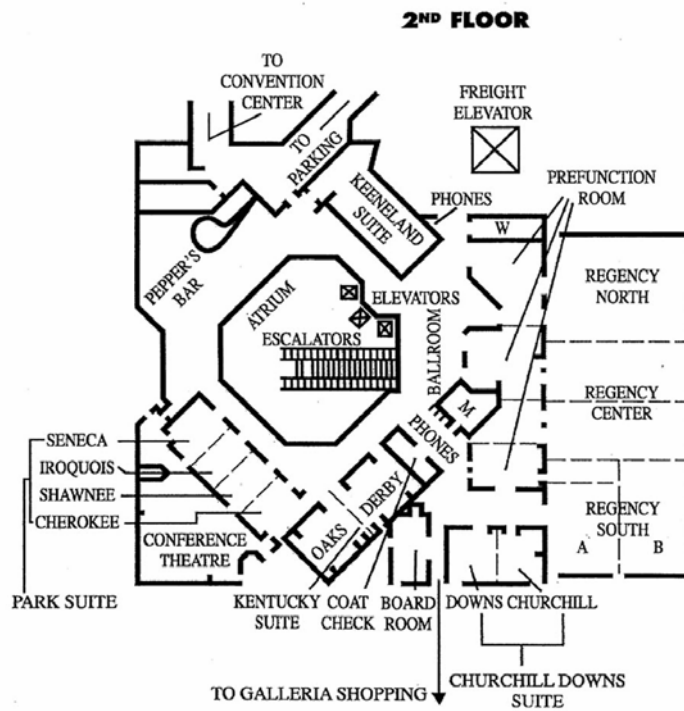 2ND FLOOR
TO
CONVENTION
CENTER
FREIGHT
ELEVATOR
TO
PARKING
KEENELAND
SUITE
PHONES
PREFUNCTION
ROOM
W
PEPPER'S
BAR
ATRIUM
ELEVATORS
ESCALATORS
BALLROOM
REGENCY
NORTH
REGENCY
CENTER
M
PHONES
SENECA
IROQUOIS
SHAWNEE
CHEROKEE
CONFERENCE
THEATRE
OAKS
DERBY
REGENCY
SOUTH
A B
PARK SUITE
KENTUCKY
SUITE
COAT
CHECK
BOARD
ROOM
DOWNS CHURCHILL
CHURCHILL DOWNS
SUITE
TO GALLERIA SHOPPING